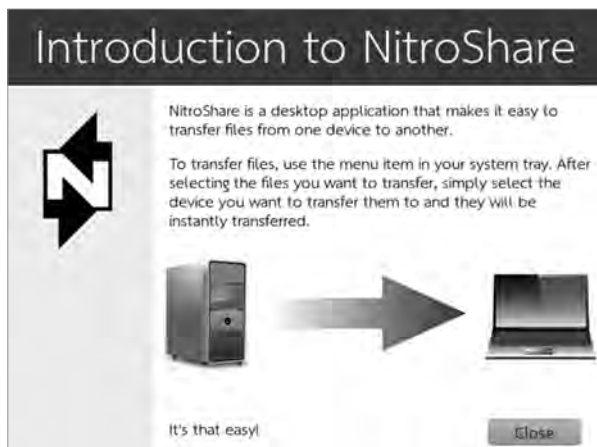 Introduction to NitroShare
N
NitroShare is a desktop application that makes it easy to
transfer files from one device to another.
To transfer files, use the menu item in your system tray. After
selecting the files you want to transfer, simply select the
device you want to transfer them to and they will be
instantly transferred.
It's that easy!
Close